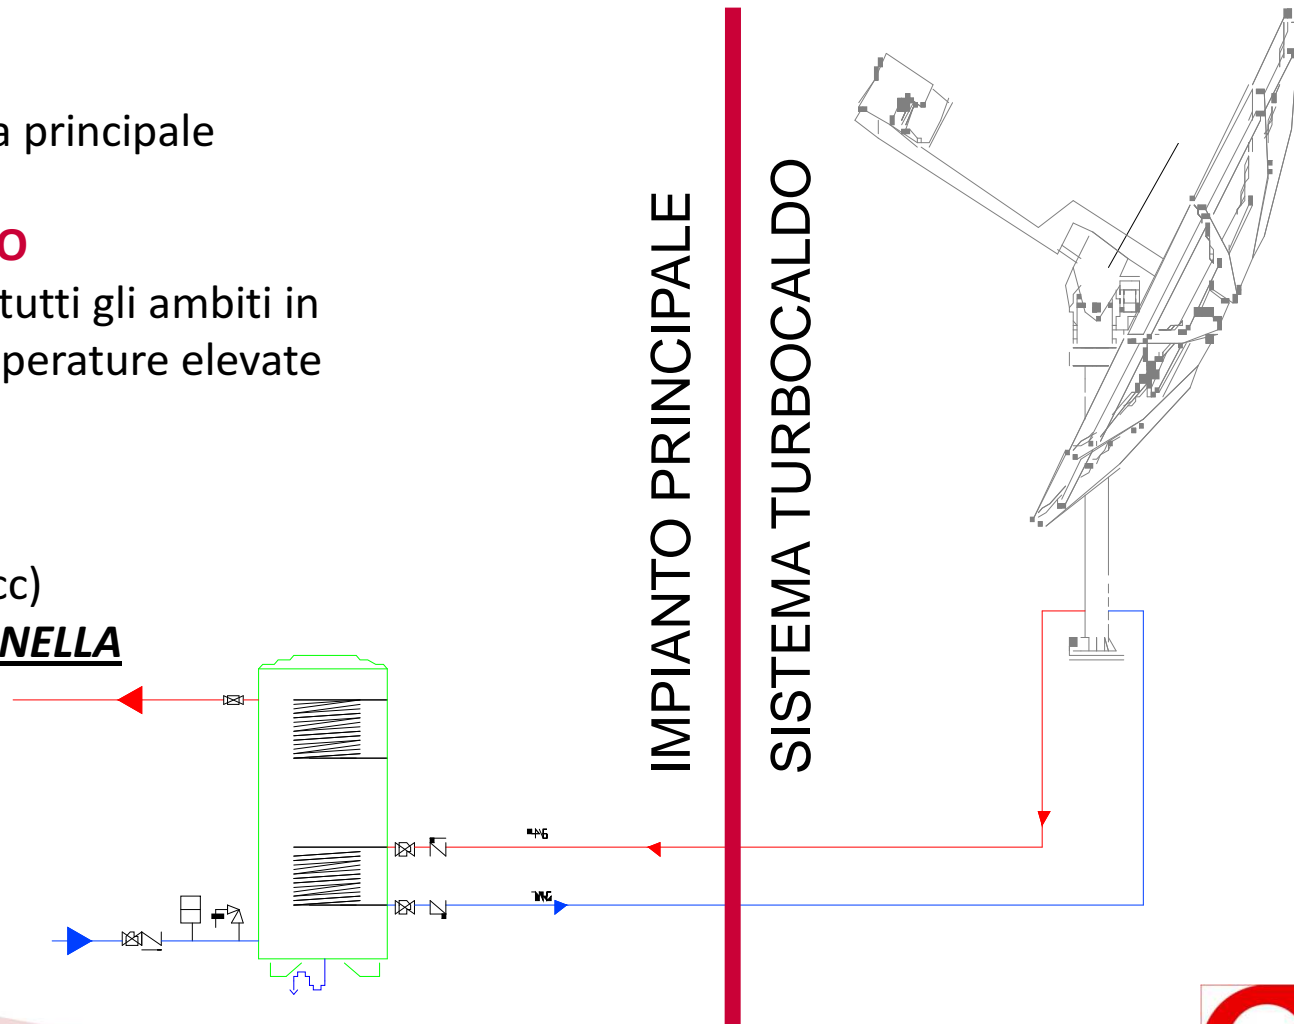 a principale
O
tutti gli ambiti in
perature elevate
cc)
NELLA
IMPIANTO PRINCIPALE
SISTEMA TURBOCALDO